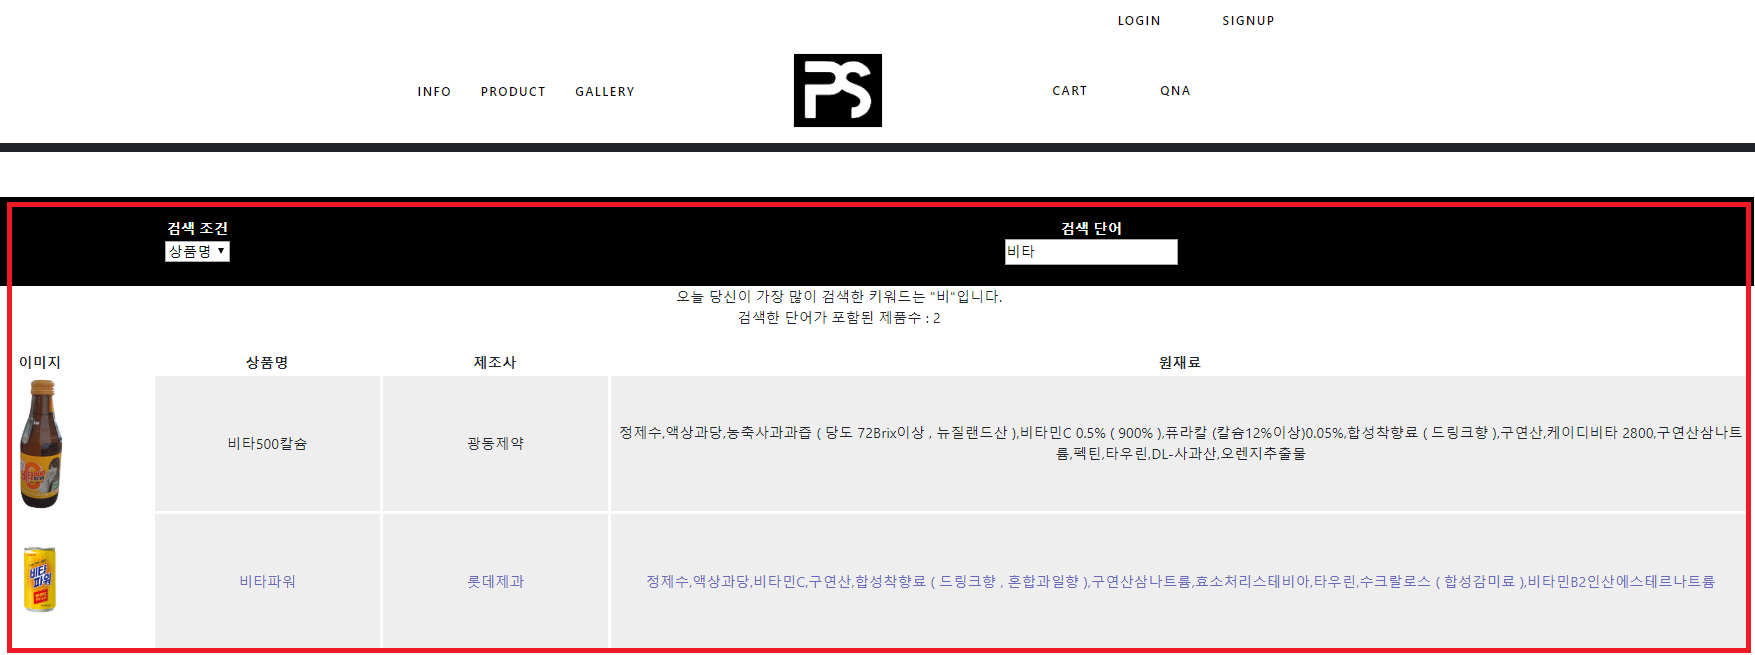 LOGIN SIGNUP
INFO PRODUCT GALLERY PS CART QNA
검색 조건 검색 단어
상품명 비타
오늘 당신이 가장 많이 검색한 키워드는 "비"입니다.
검색한 단어가 포함된 제품수 : 2
이미지 상품명 제조사 원재료
비타500칼슘 광동제약 정제수,액상과당,농축사과과즙 ( 당도 72Brix이상 , 뉴질랜드산 ),비타민C 0.5% ( 900% ),퓨라칼 (칼슘12%이상)0.05%,합성착향료 ( 드링크향 ),구연산,케이디비타 2800,구연산삼나트
륨,펙틴,타우린,DL-사과산,오렌지추출물
비타
파워
비타파워 롯데제과 정제수,액상과당,비타민C,구연산,합성착향료 ( 드링크향 , 혼합과일향 ),구연산삼나트륨,효소처리스테비아,타우린,수크랄로스 ( 합성감미료 ),비타민B2인산에스테르나트륨